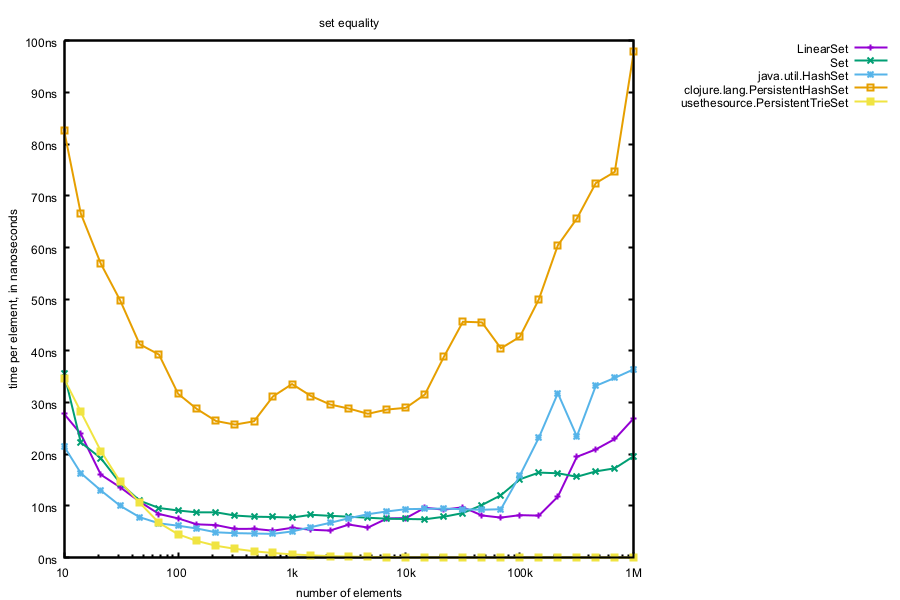 set equality
100ns
90ns
80ns
70ns
60ns
50ns
40ns
30ns
20ns
10ns
0ns
time per element, in nanoseconds
10
100
1k
10k
100k
1M
number of elements
LinearSet
Set
java.util.HashSet
clojure.lang.PersistentHashSet
usethesource.PersistentTrieSet